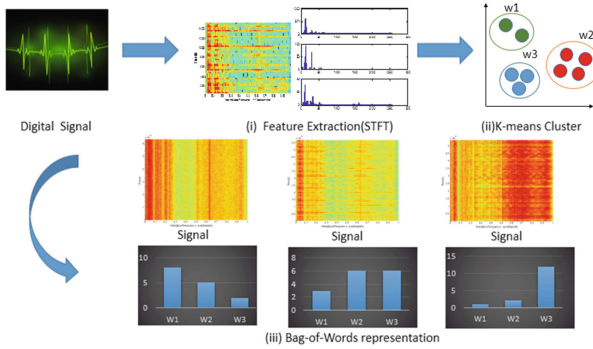 w1
w2
w3
Digital Signal
(i) Feature Extraction(STFT)
(ii)K-means Cluster
Signal
Signal
Signal
10
5
0
W1 W2 W3
8
6
4
2
0
W1 W2 W3
15
10
5
0
W1 W2 W3
(iii) Bag-of-Words representation